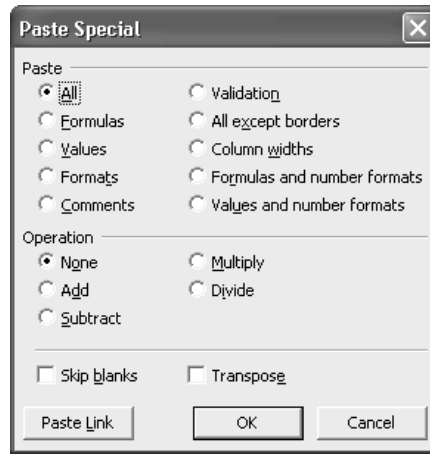 Paste Special
Paste
All Validation
Formulas All except borders
Values Column widths
Formats Formulas and number formats
Comments Values and number formats
Operation
None Multiply
Add Divide
Subtract
Skip blanks Transpose
Paste Link OK Cancel